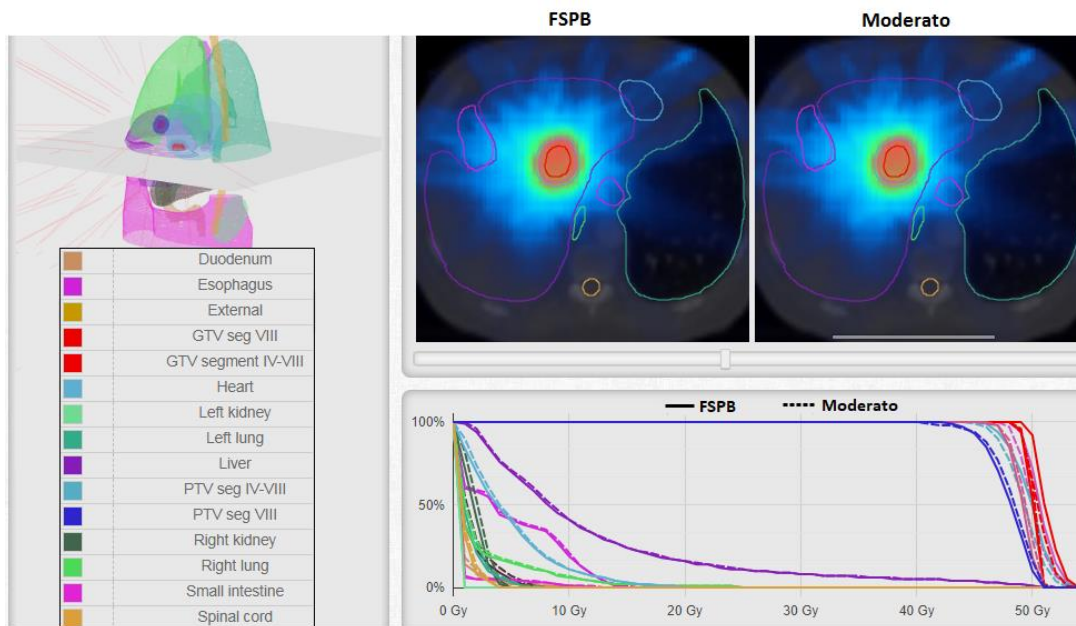 FSPB
Moderato
Duodenum
Esophagus
External
GTV seg VIII
GTV segment IV-VIII
Heart
Left kidney
Left lung
Liver
PTV seg IV-VIII
PTV seg VIII
Right kidney
Right lung
Small intestine
Spinal cord
FSPB
Moderato
100%
50%
0%
0 Gy
10 Gy
20 Gy
30 Gy
40 Gy
50 Gy